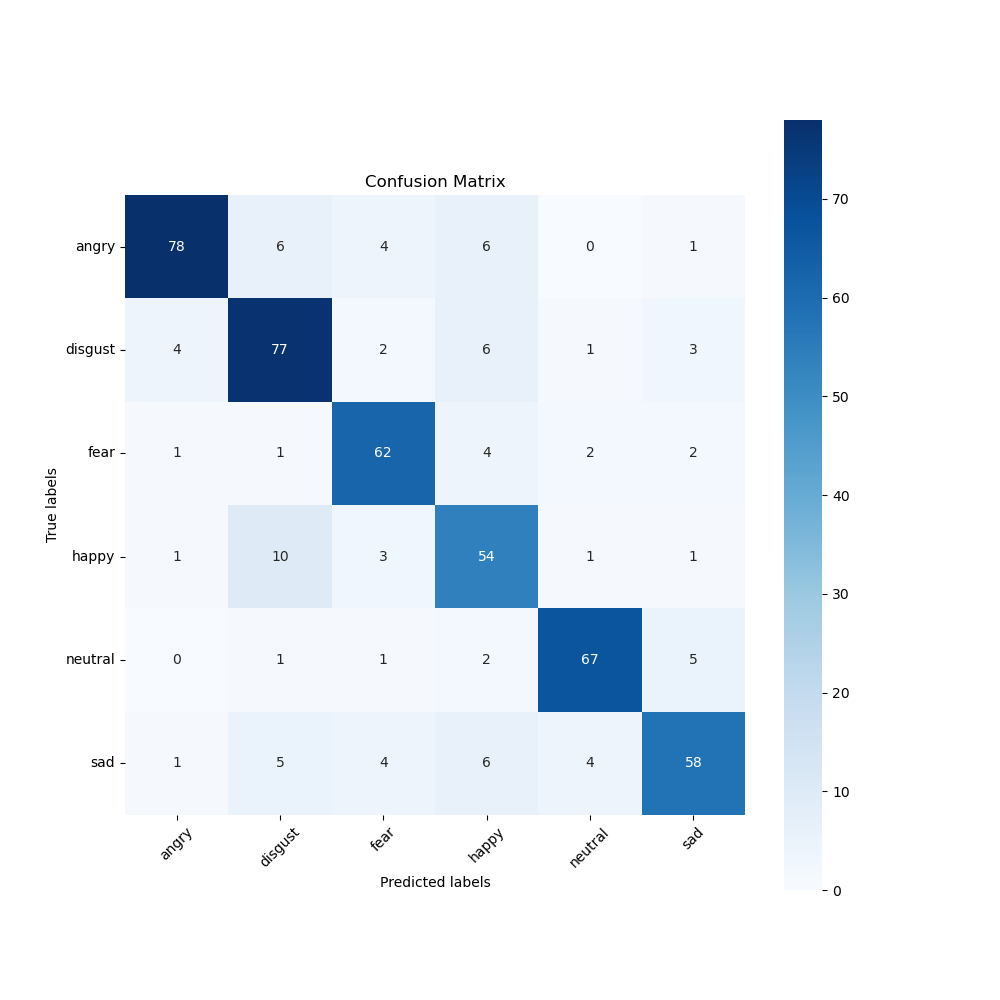 Confusion Matrix
angry 78 6 4 6 0 1
disgust 4 77 2 6 1 3
fear 1 1 62 4 2 2
happy 1 10 3 54 1 1
neutral 0 1 1 2 67 5
sad 1 5 4 6 4 58
angry disgust fear happy neutral sad
Predicted labels
True labels
70
60
50
40
30
20
10
0